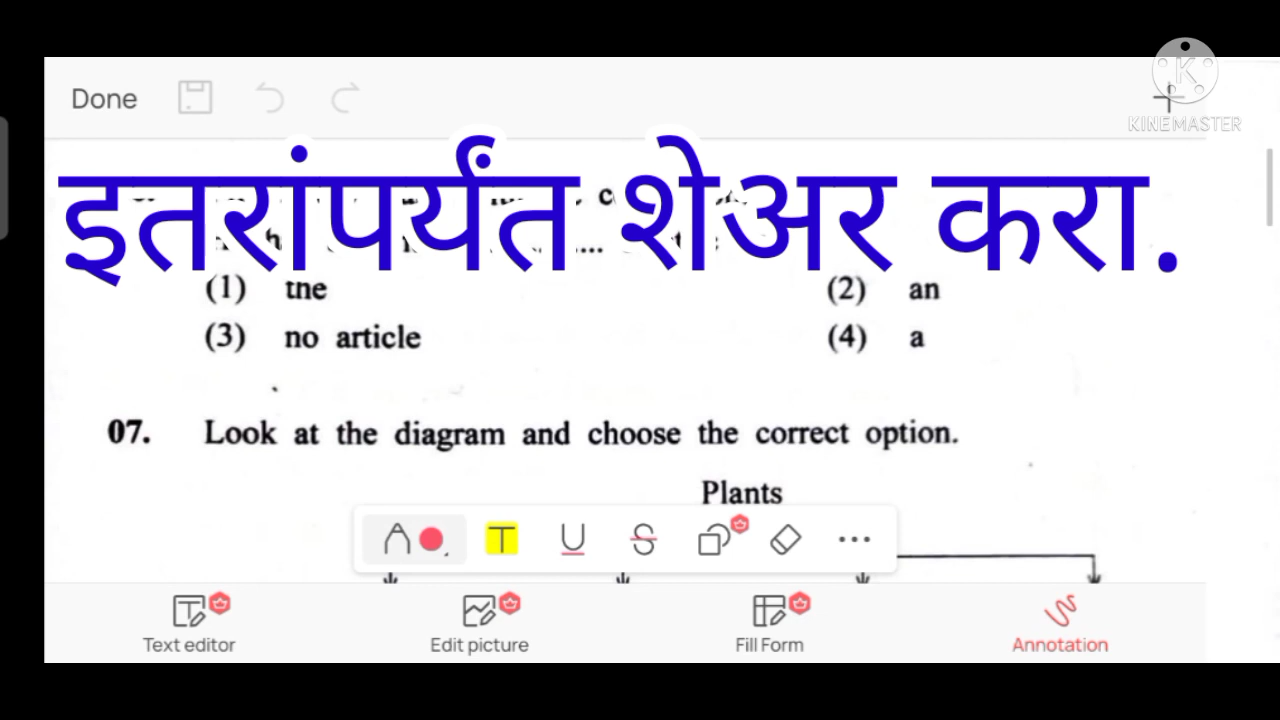 Done
KINEMASTER
इतरांपर्यंत शेअर करा.
(1) the (2) an
(3) no article (4) a
07. Look at the diagram and choose the correct option.
Plants
Text editor Edit picture Fill Form Annotation